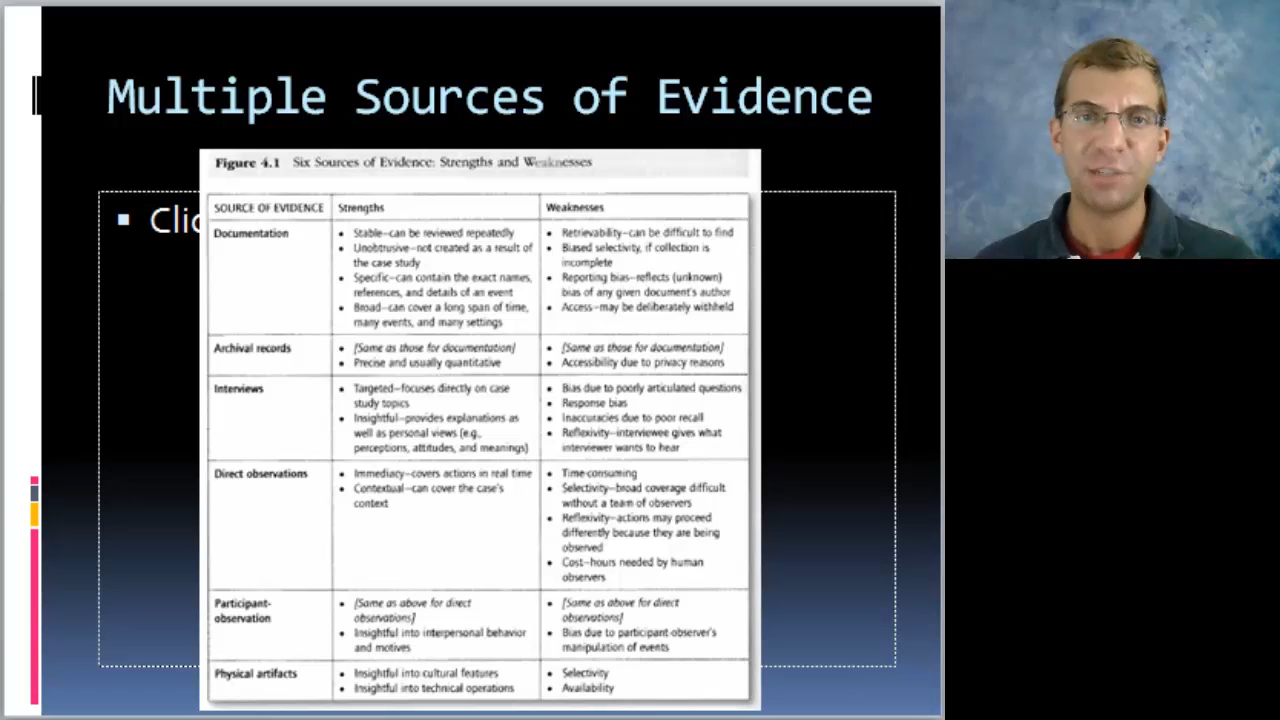 Multiple Sources of Evidence
Clic
Figure 4.1 Six Sources of Evidence: Strengths and Weaknesses
SOURCE OF EVIDENCE Strengths Weaknesses
Documentation
• Stable—can be reviewed repeatedly
• Unobtrusive—not created as a result of
the case study
• Specific—can contain the exact names,
references, and details of an event
• Broad—can cover a long span of time,
many events, and many settings
• Retrievability—can be difficult to find
• Biased selectivity, if collection is
incomplete
• Reporting bias—reflects (unknown)
bias of any given document's author
• Access—may be deliberately withheld
Archival records
• [Same as those for documentation]
• Precise and usually quantitative
• [Same as those for documentation]
• Accessibility due to privacy reasons
Interviews
• Targeted—focuses directly on case
study topics
• Insightful—provides explanations as
well as personal views (e.g.,
perceptions, attitudes, and meanings)
• Bias due to poorly articulated questions
• Response bias
• Inaccuracies due to poor recall
• Reflexivity—interviewee gives what
interviewer wants to hear
Direct observations
• Immediacy—covers actions in real time
• Contextual—can cover the case's
context
• Time-consuming
• Selectivity—broad coverage difficult
without a team of observers
• Reflexivity—actions may proceed
differently because they are being
observed
• Cost—hours needed by human
observers
Participant-
observation
• [Same as above for direct
observations]
• Insightful into interpersonal behavior
and motives
• [Same as above for direct
observations]
• Bias due to participant-observer's
manipulation of events
Physical artifacts
• Insightful into cultural features
• Insightful into technical operations
• Selectivity
• Availability